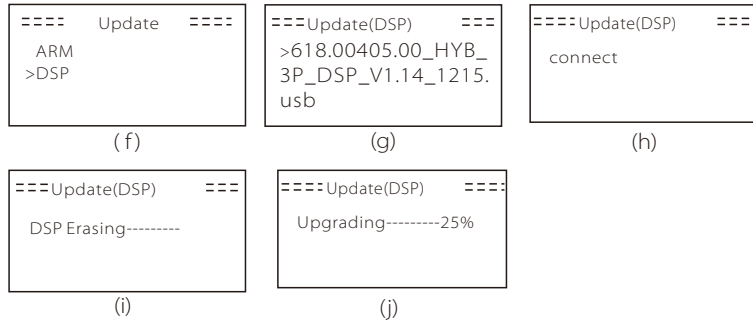 ==== Update ====
ARM
>DSP
(f)
===Update(DSP) ===
>618.00405.00_HYB_
3P_DSP_V1.14_1215.
usb
(g)
====Update(DSP) ===
connect
(h)
===Update(DSP) ===
DSP Erasing---------
(i)
====Update(DSP) ====
Upgrading---------25%
(j)